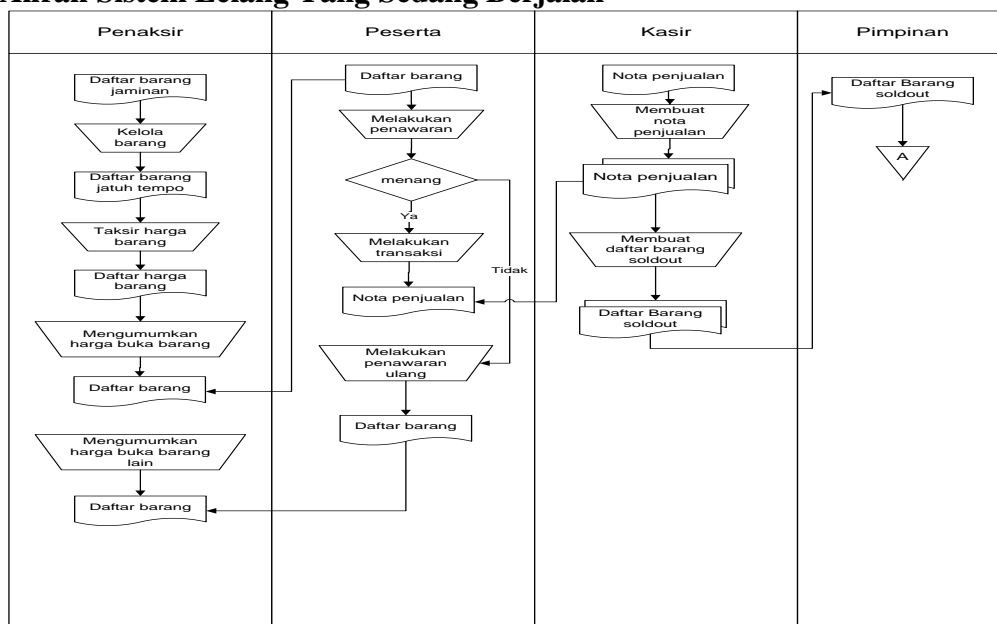 Aliran Sistem Lelang Yang Sedang Berjalan
Penaksir
Peserta
Kasir
Pimpinan
Daftar barang
jaminan
Kelola
barang
Daftar barang
jatuh tempo
Taksir harga
barang
Daftar harga
barang
Mengumumkan
harga buka barang
Daftar barang
Mengumumkan
harga buka barang
lain
Daftar barang
Daftar barang
Melakukan
penawaran
menang
Ya
Tidak
Melakukan
transaksi
Nota penjualan
Melakukan
penawaran
ulang
Daftar barang
Nota penjualan
Membuat
nota
penjualan
Nota penjualan
Membuat
daftar barang
soldout
Daftar Barang
soldout
Daftar Barang
soldout
A